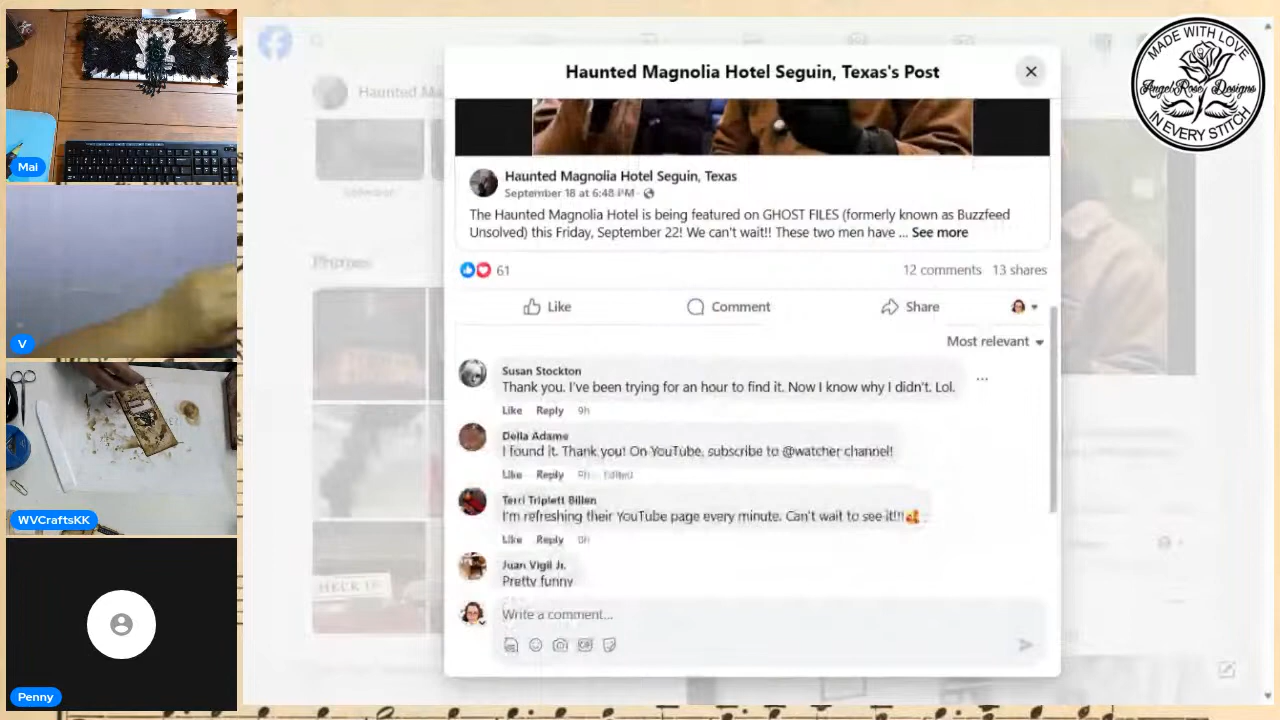 Mai
V
WVCraftsKK
Penny
Haunted Ma
Haunted Magnolia Hotel Seguin, Texas's Post
Haunted Magnolia Hotel Seguin, Texas
September 18 at 6:48 PM
The Haunted Magnolia Hotel is being featured on GHOST FILES (formerly known as Buzzfeed
Unsolved) this Friday, September 22! We can't wait!! These two men have ... See more
61
12 comments 13 shares
Like Comment Share
Most relevant
Susan Stockton
Thank you. I've been trying for an hour to find it. Now I know why I didn't. Lol.
Like Reply 9h
Della Adame
I found it. Thank you! On YouTube, subscribe to @watcher channel!
Like Reply Edited
Terri Triplett Billen
I'm refreshing their YouTube page every minute. Can't wait to see it!!!🥰
Like Reply
Juan Vigil Jr.
Pretty funny
Write a comment...
MADE WITH LOVE
AngelRose Designs
IN EVERY STITCH